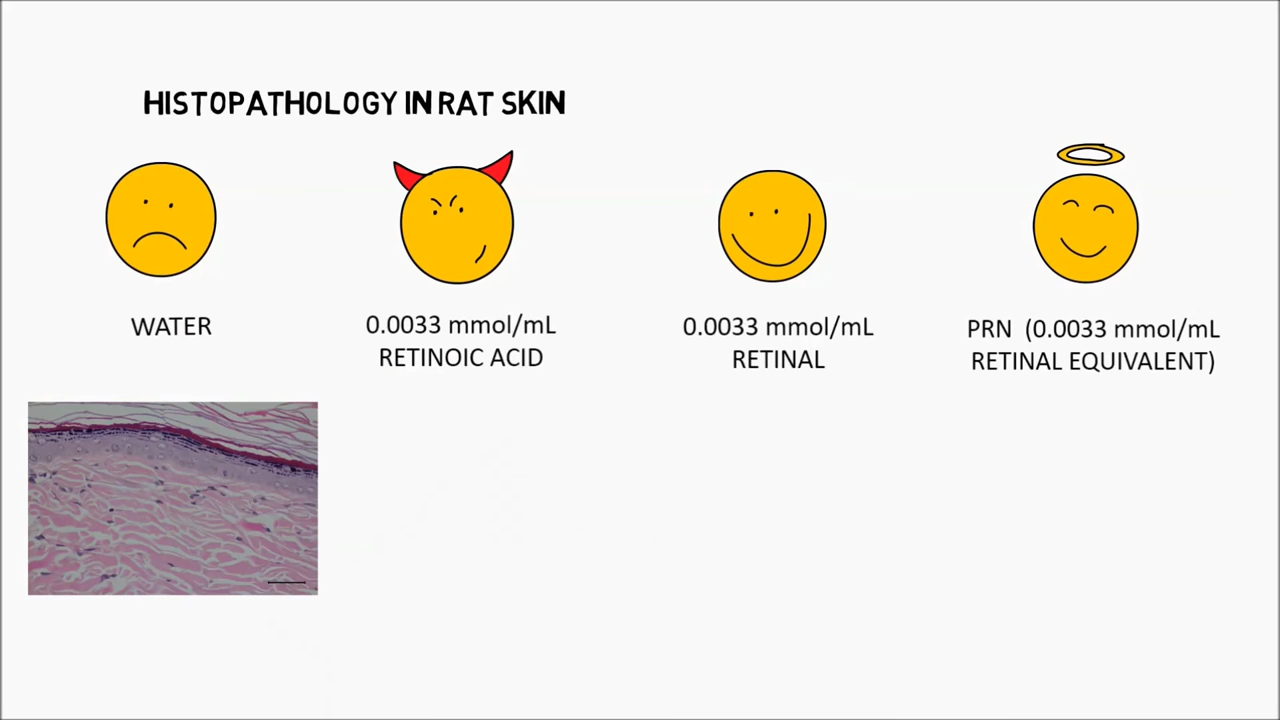 HISTOPATHOLOGY IN RAT SKIN
WATER
0.0033 mmol/mL
RETINOIC ACID
0.0033 mmol/mL
RETINAL
PRN (0.0033 mmol/mL
RETINAL EQUIVALENT)